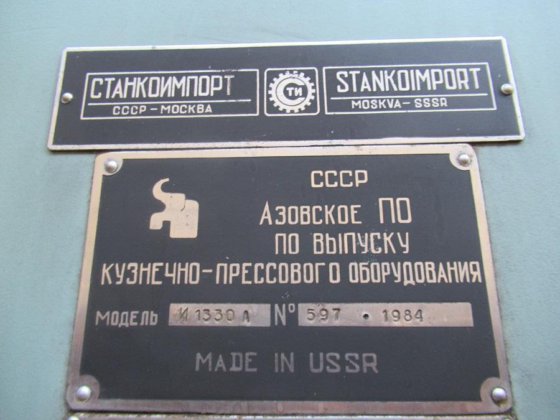 СТАНКОИМПОРТ
СССР-МОСКВА
СТИ
STANKOIMPORT
MOSKVA-SSSR
СССР
АЗОВСКОЕ ПО
ПО ВЫПУСКУ
КУЗНЕЧНО-ПРЕССОВОГО ОБОРУДОВАНИЯ
МОДЕЛЬ И1330А № 597 • 1984
MADE IN USSR